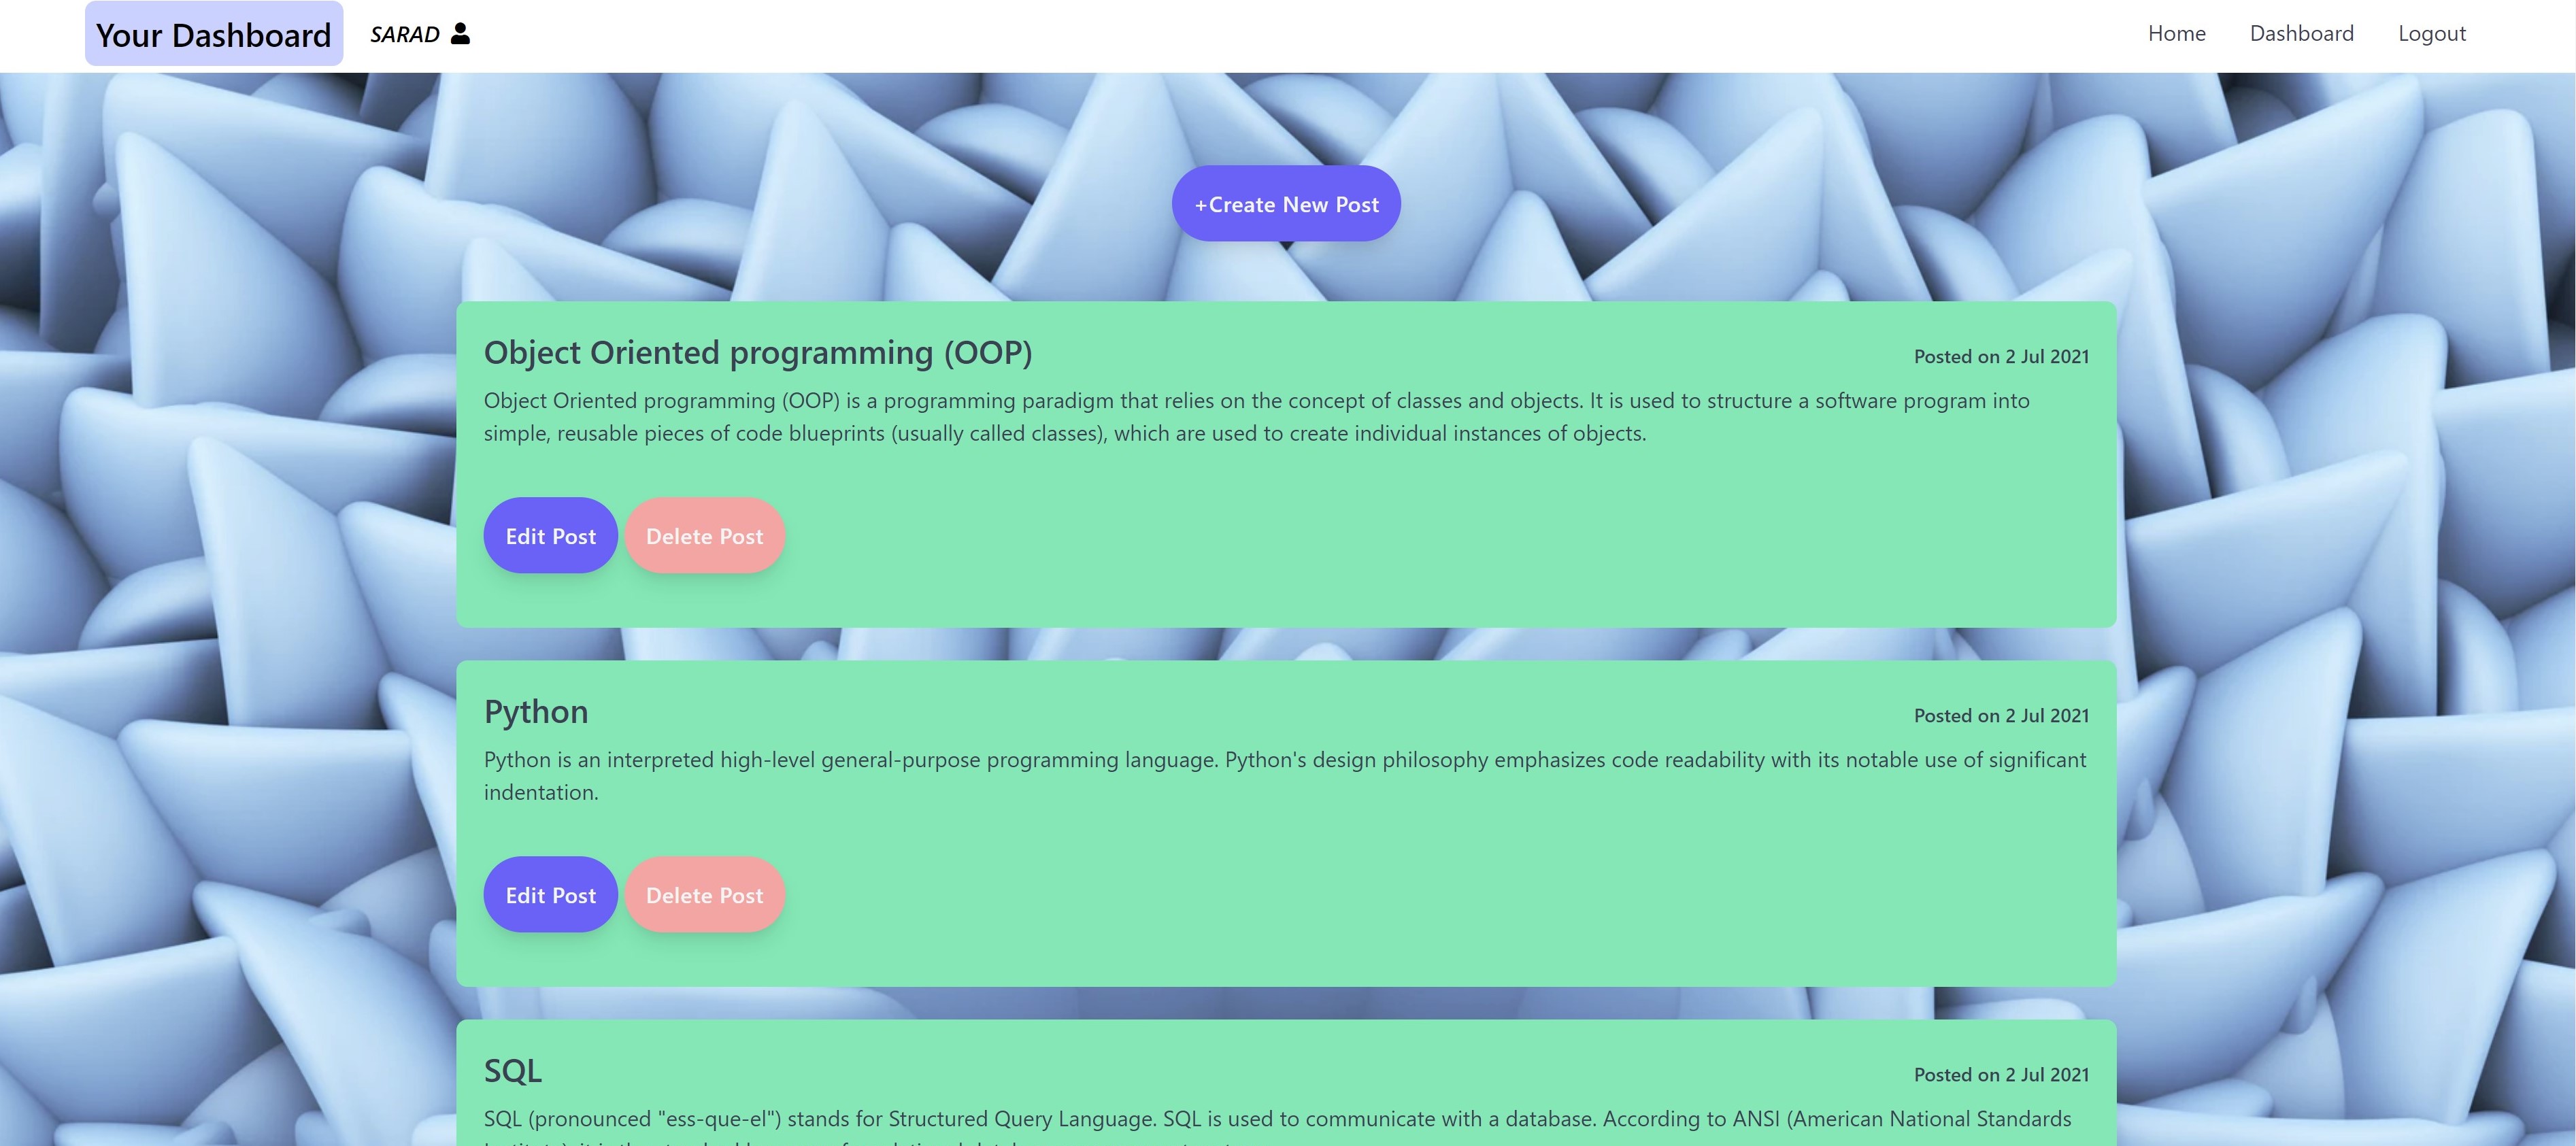 Your Dashboard SARAD Home Dashboard Logout
+Create New Post
Object Oriented programming (OOP) Posted on 2 Jul 2021
Object Oriented programming (OOP) is a programming paradigm that relies on the concept of classes and objects. It is used to structure a software program into
simple, reusable pieces of code blueprints (usually called classes), which are used to create individual instances of objects.
Edit Post Delete Post
Python Posted on 2 Jul 2021
Python is an interpreted high-level general-purpose programming language. Python's design philosophy emphasizes code readability with its notable use of significant
indentation.
Edit Post Delete Post
SQL Posted on 2 Jul 2021
SQL (pronounced "ess-que-el") stands for Structured Query Language. SQL is used to communicate with a database. According to ANSI (American National Standards